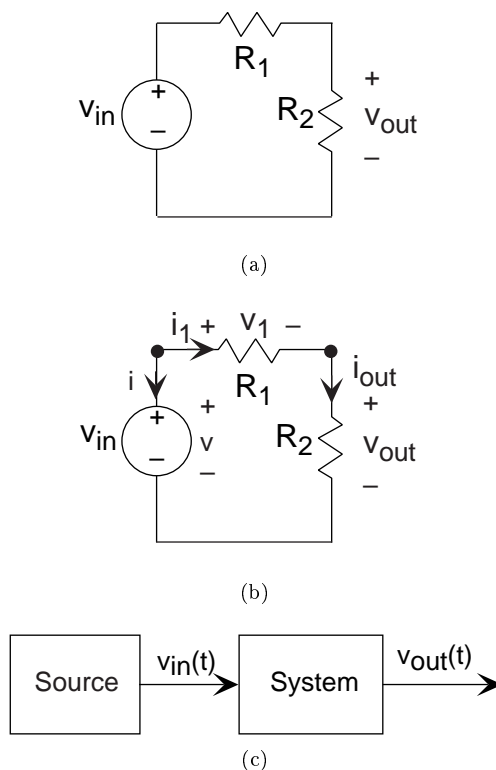 R1
vin
+
–
R2
+
vout
–
(a)
i1
+
v1
–
R1
i
iout
vin
+
–
+
v
–
R2
+
vout
–
(b)
Source
vin(t)
System
vout(t)
(c)